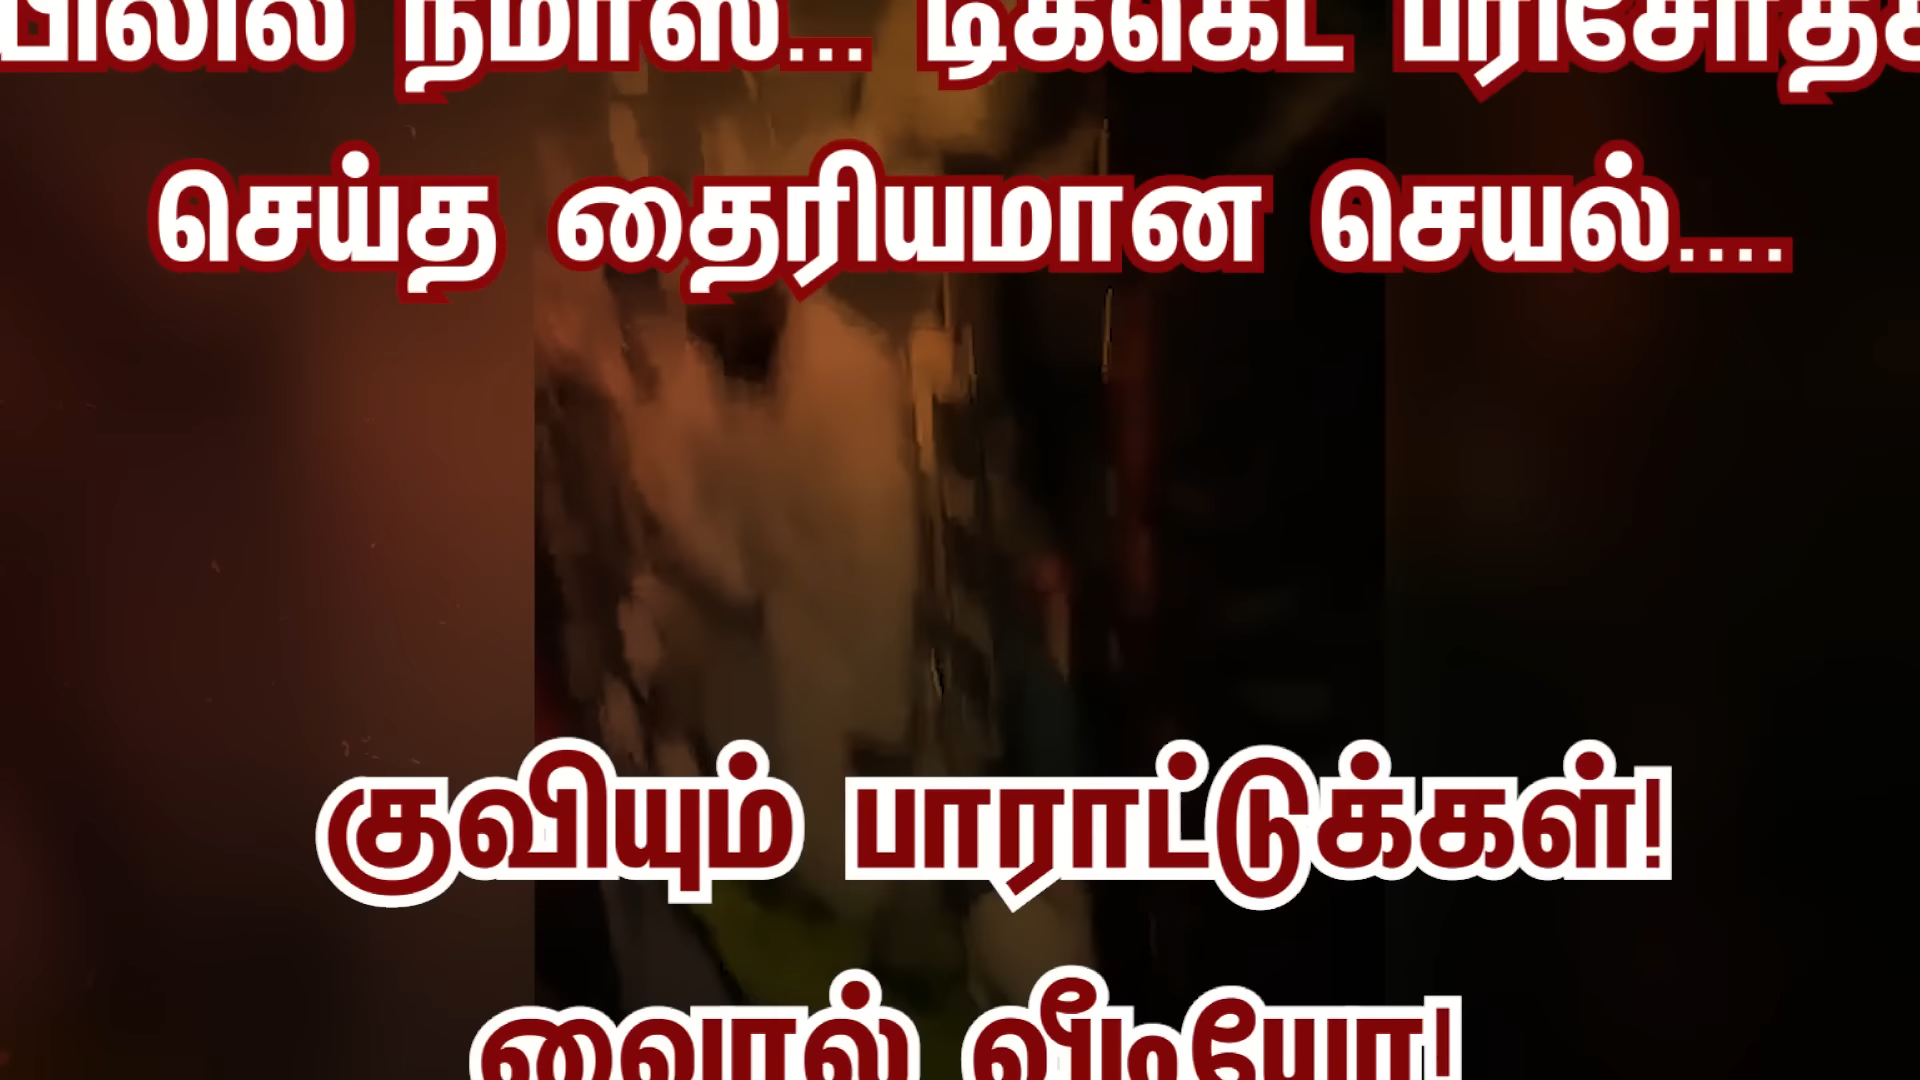 நமாஸ்... டிக்கெட்
செய்த தைரியமான செயல்....
குவியும் பாராட்டுக்கள்!
வைரல் வீடியோ!